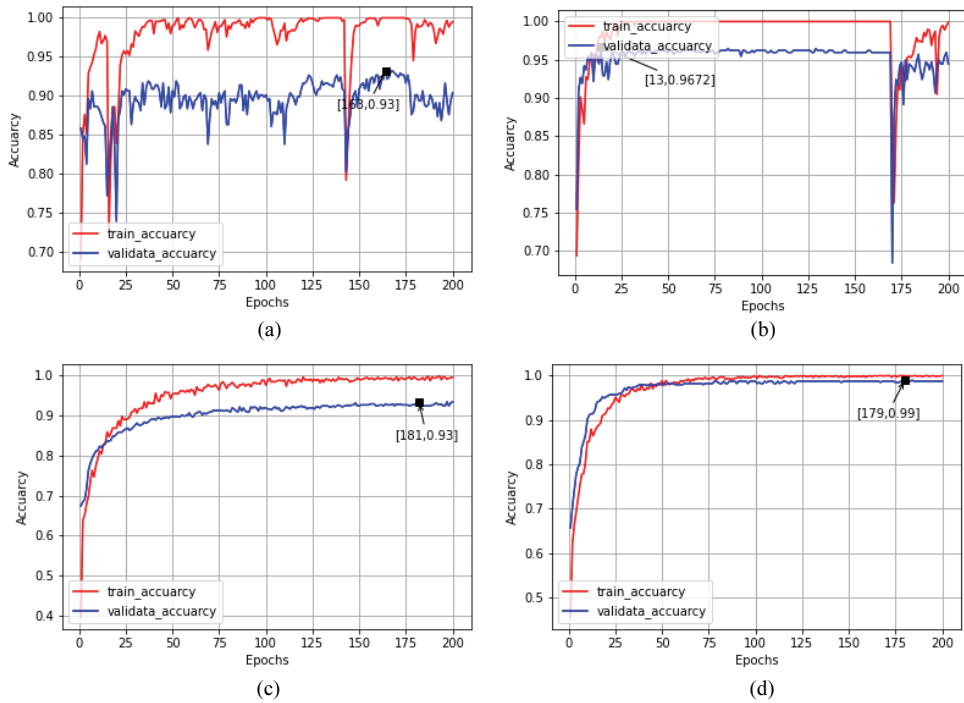 1.00
0.95
0.90
0.85
0.80
0.75
0.70
Accuarcy
[163,0.93]
train_accuarcy
validata_accuarcy
0 25 50 75 100 125 150 175 200
Epochs
(a)
1.00
0.95
0.90
0.85
0.80
0.75
0.70
Accuarcy
train_accuarcy
validata_accuarcy
[13,0.9672]
0 25 50 75 100 125 150 175 200
Epochs
(b)
1.0
0.9
0.8
0.7
0.6
0.5
0.4
Accuarcy
[181,0.93]
train_accuarcy
validata_accuarcy
0 25 50 75 100 125 150 175 200
Epochs
(c)
1.0
0.9
0.8
0.7
0.6
0.5
Accuarcy
[179,0.99]
train_accuarcy
validata_accuarcy
0 25 50 75 100 125 150 175 200
Epochs
(d)